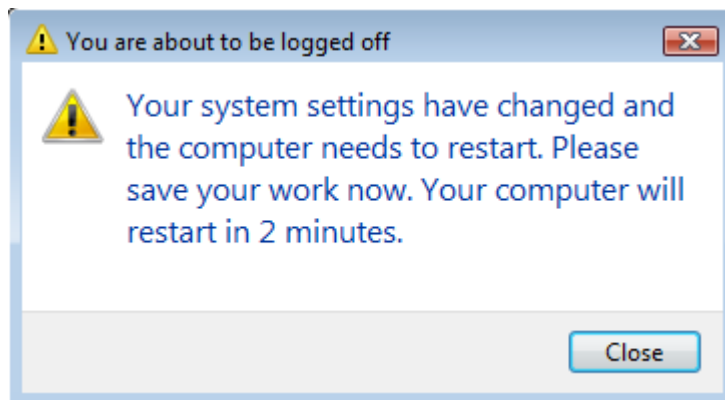 You are about to be logged off
Your system settings have changed and
the computer needs to restart. Please
save your work now. Your computer will
restart in 2 minutes.
Close